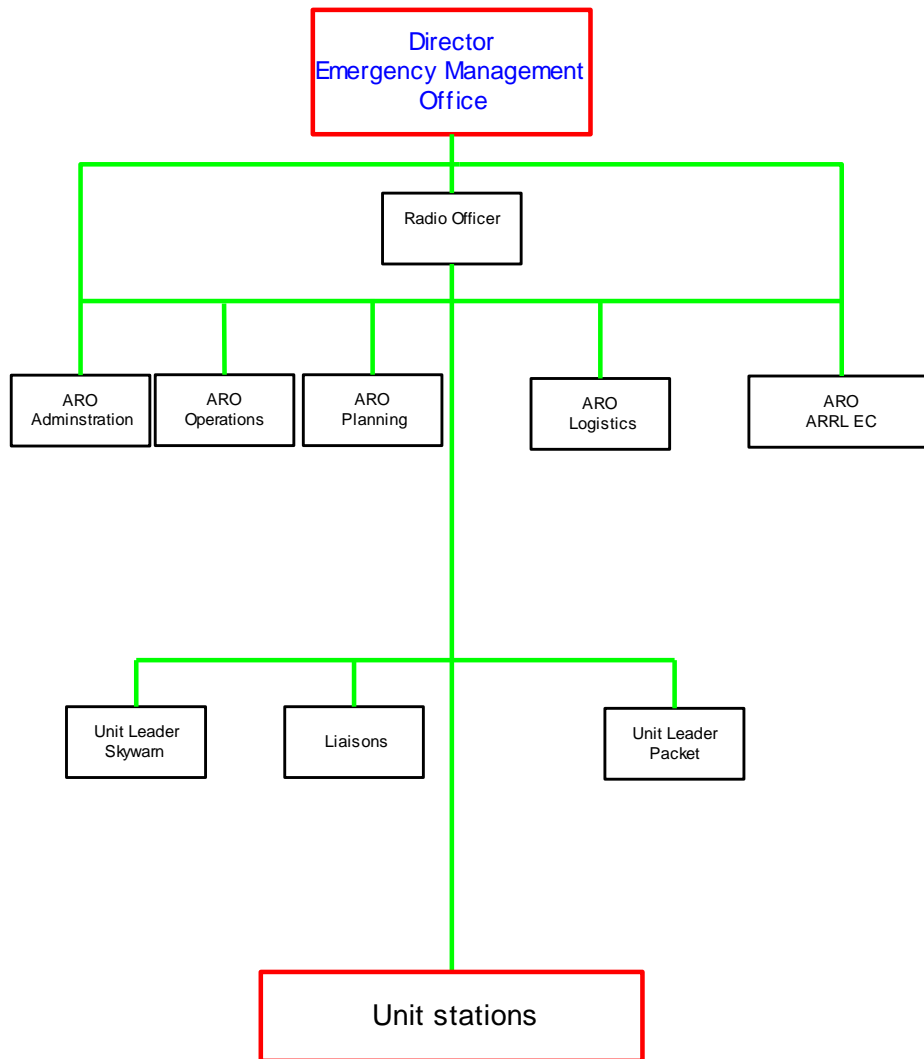 Director
Emergency Management
Office
Radio Officer
ARO
Adminstration
ARO
Operations
ARO
Planning
ARO
Logistics
ARO
ARRL EC
Unit Leader
Skywarn
Liaisons
Unit Leader
Packet
Unit stations